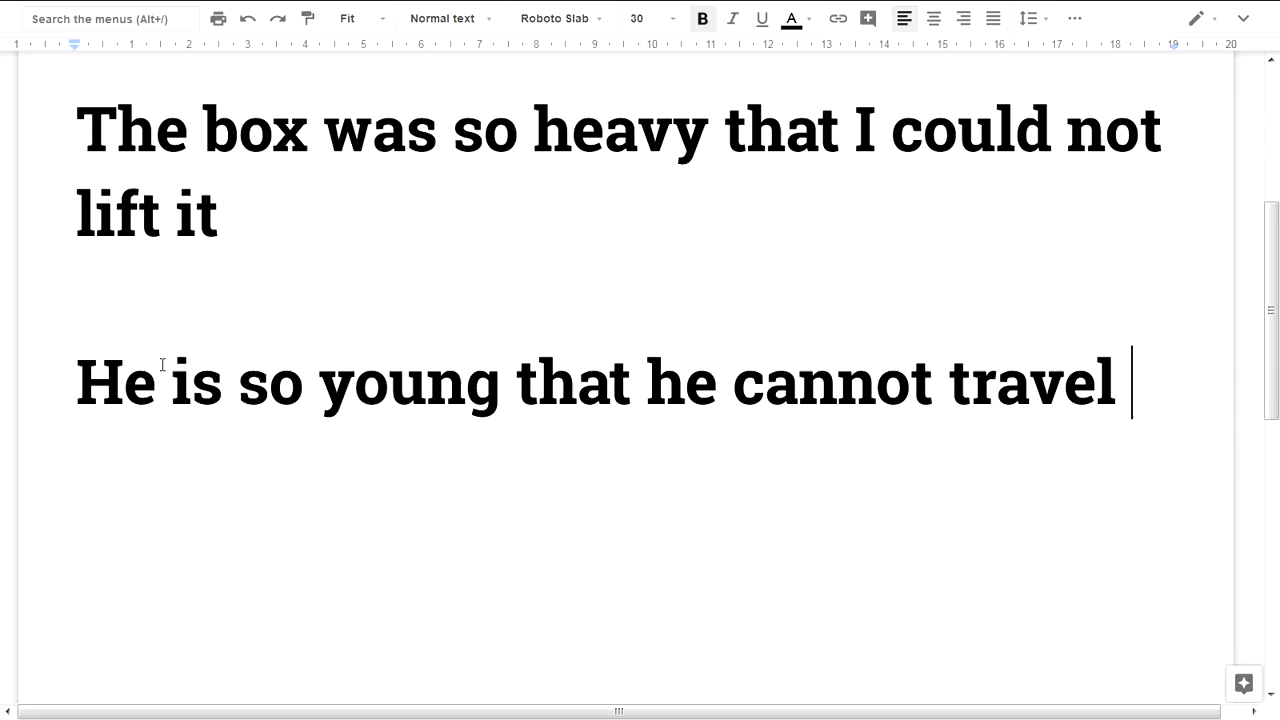 Search the menus (Alt+/) Fit Normal text Roboto Slab 30 B I U A
1 1 2 3 4 5 6 7 8 9 10 11 12 13 14 15 16 17 18 19 20
The box was so heavy that I could not
lift it
He is so young that he cannot travel